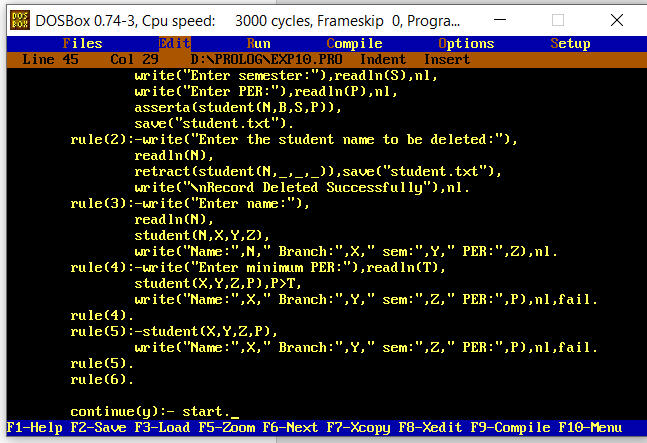 DOS BOX DOSBox 0.74-3, Cpu speed: 3000 cycles, Frameskip 0, Progra...
Files Edit Run Compile Options Setup
Line 45 Col 29 D:\PROLOG\EXP10.PRO Indent Insert
write("Enter semester:"),readln(S),nl,
write("Enter PER:"),readln(P),nl,
asserta(student(N,B,S,P)),
save("student.txt").
rule(2):-write("Enter the student name to be deleted:"),
readln(N),
retract(student(N,_,_,_)),save("student.txt"),
write("\nRecord Deleted Successfully"),nl.
rule(3):-write("Enter name:"),
readln(N),
student(N,X,Y,Z),
write("Name:",N," Branch:",X," sem:",Y," PER:",Z),nl.
rule(4):-write("Enter minimum PER:"),readln(T),
student(X,Y,Z,P),P>T,
write("Name:",X," Branch:",Y," sem:",Z," PER:",P),nl,fail.
rule(4).
rule(5):-student(X,Y,Z,P),
write("Name:",X," Branch:",Y," sem:",Z," PER:",P),nl,fail.
rule(5).
rule(6).
continue(y):- start._
F1-Help F2-Save F3-Load F5-Zoom F6-Next F7-Xcopy F8-Xedit F9-Compile F10-Menu